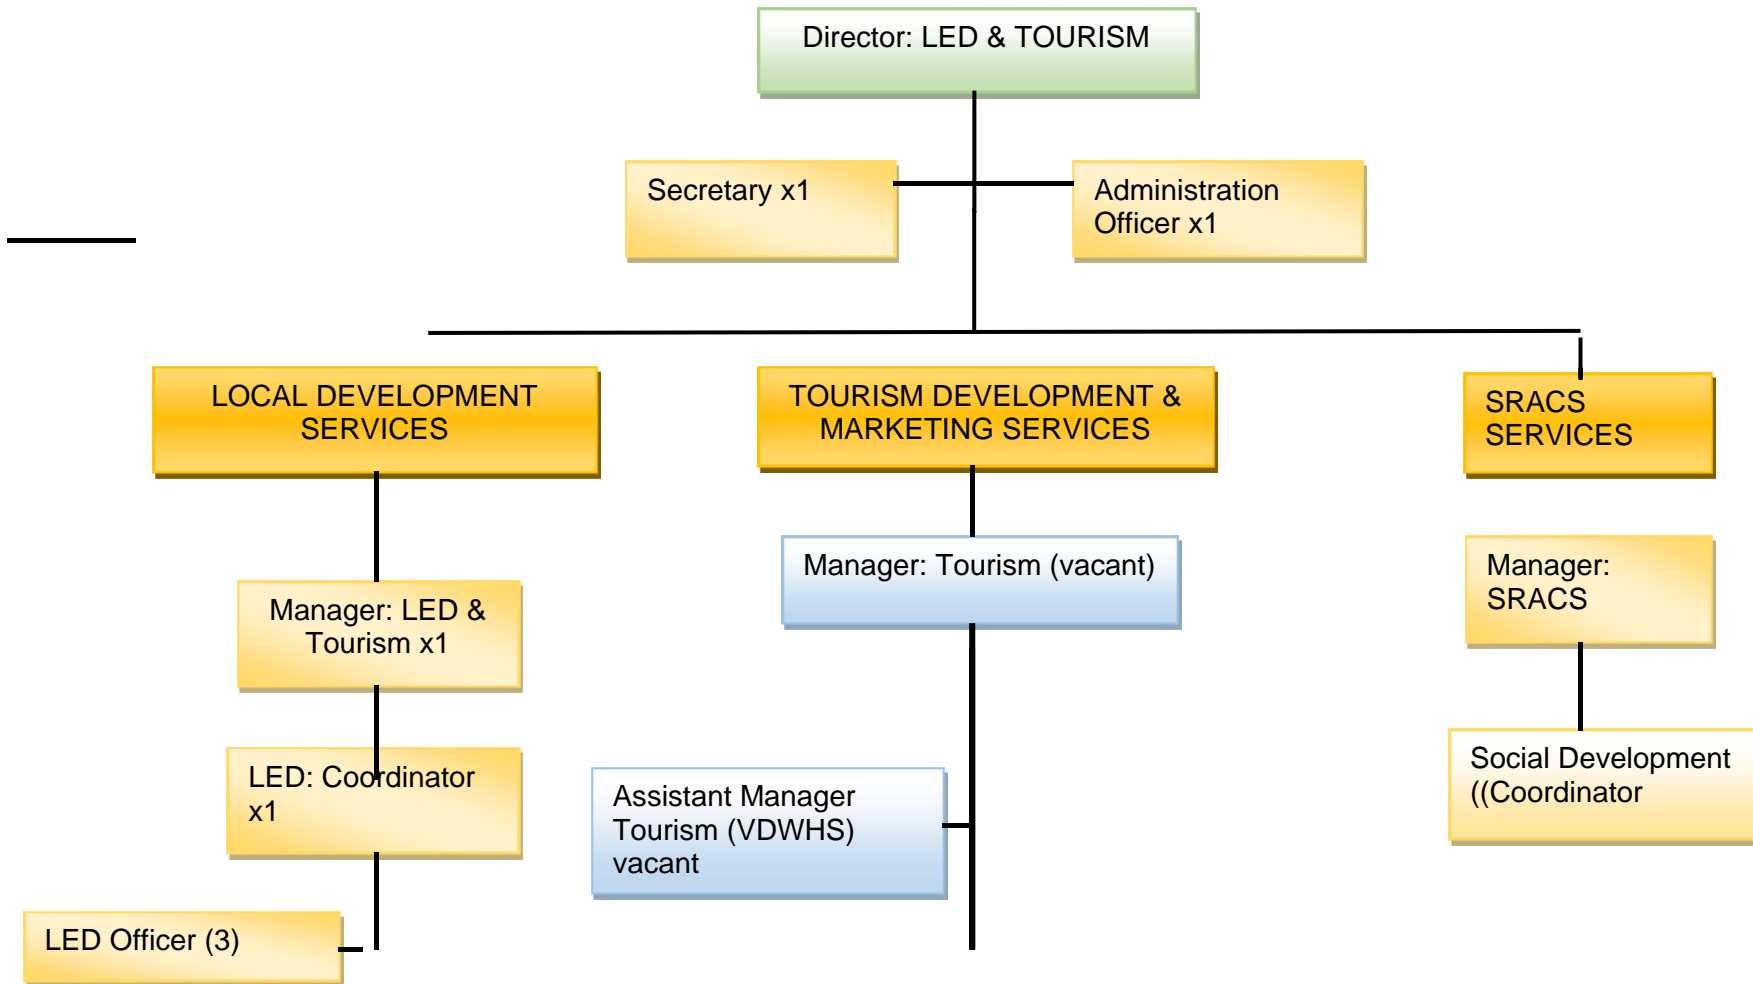 Director: LED & TOURISM
Secretary x1
Administration
Officer x1
LOCAL DEVELOPMENT
SERVICES
TOURISM DEVELOPMENT &
MARKETING SERVICES
SRACS
SERVICES
Manager: LED &
Tourism x1
Manager: Tourism (vacant)
Manager:
SRACS
LED: Coordinator
x1
Assistant Manager
Tourism (VDWHS)
vacant
Social Development
((Coordinator
LED Officer (3)